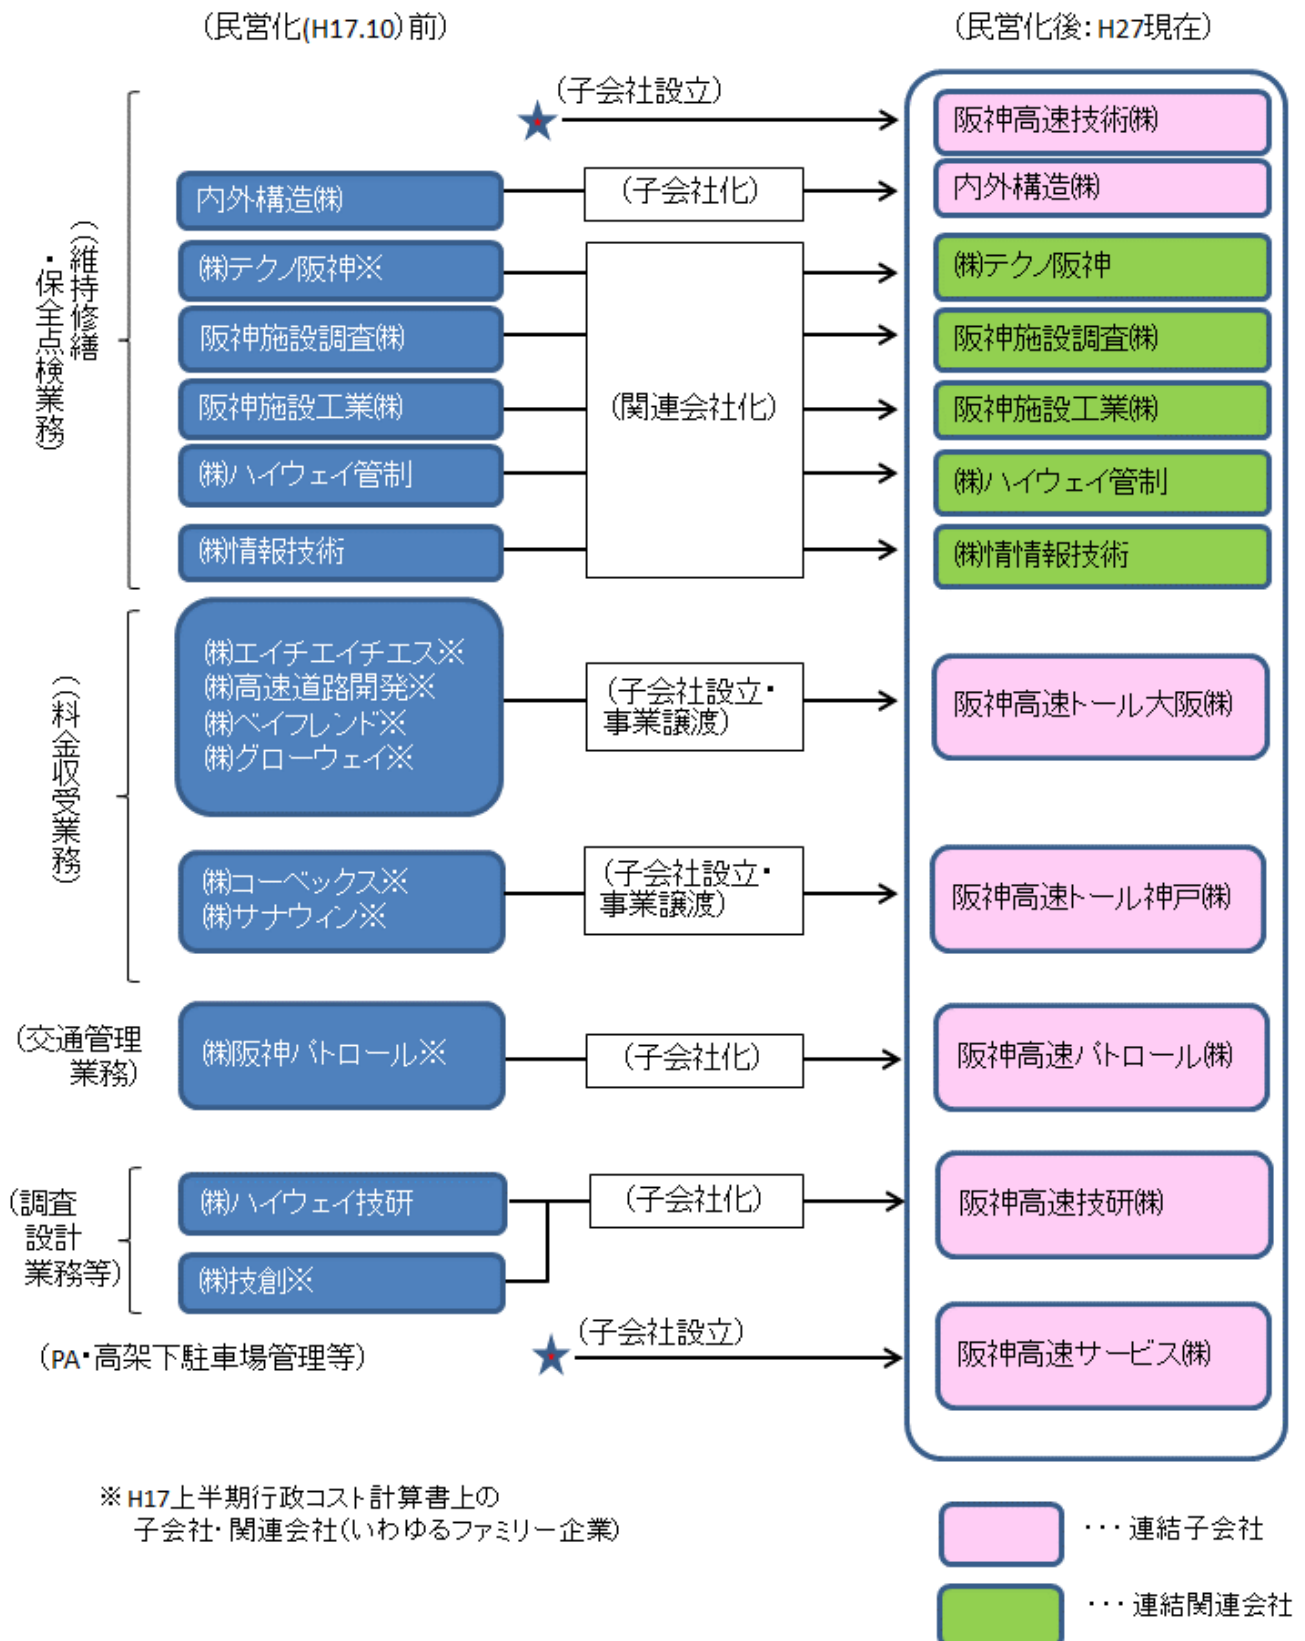 (民営化(H17.10)前)
(民営化後：H27現在)
(子会社設立)
阪神高速技術㈱
((維持修繕
・保全点検業務)
内外構造㈱
(子会社化)
内外構造㈱
㈱テクノ阪神※
㈱テクノ阪神
阪神施設調査㈱
阪神施設調査㈱
阪神施設工業㈱
(関連会社化)
阪神施設工業㈱
㈱ハイウェイ管制
㈱ハイウェイ管制
㈱情報技術
㈱情情報技術
((料金収受業務)
㈱エイチエイチエス※
㈱高速道路開発※
㈱ベイフレンド※
㈱グローウェイ※
(子会社設立・
事業譲渡)
阪神高速トール大阪㈱
㈱コーベックス※
㈱サナウィン※
(子会社設立・
事業譲渡)
阪神高速トール神戸㈱
(交通管理
業務)
㈱阪神パトロール※
(子会社化)
阪神高速パトロール㈱
(調査
設計
業務等)
㈱ハイウェイ技研
㈱技創※
(子会社化)
阪神高速技研㈱
(PA・高架下駐車場管理等)
(子会社設立)
阪神高速サービス㈱
※H17上半期行政コスト計算書上の
子会社・関連会社(いわゆるファミリー企業)
・・・連結子会社
・・・連結関連会社